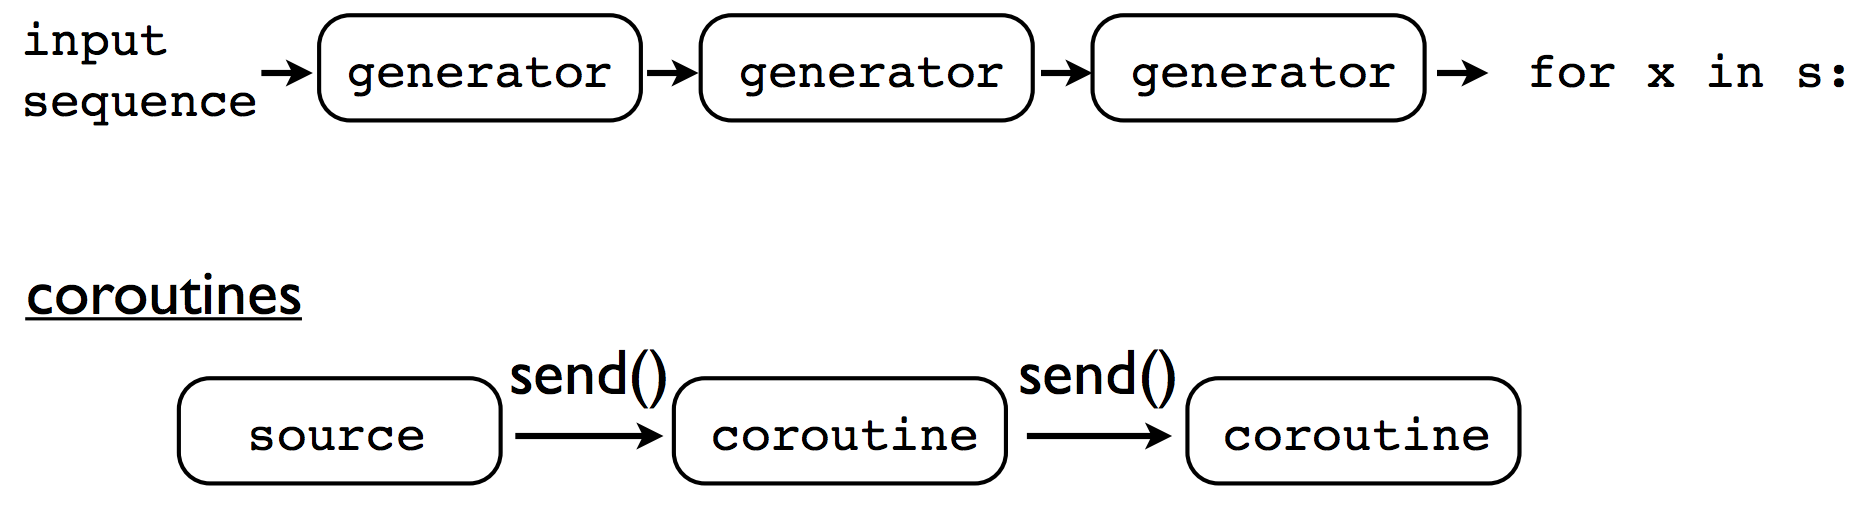 input
sequence
generator
generator
generator
for x in s:
coroutines
send()
send()
source
coroutine
coroutine